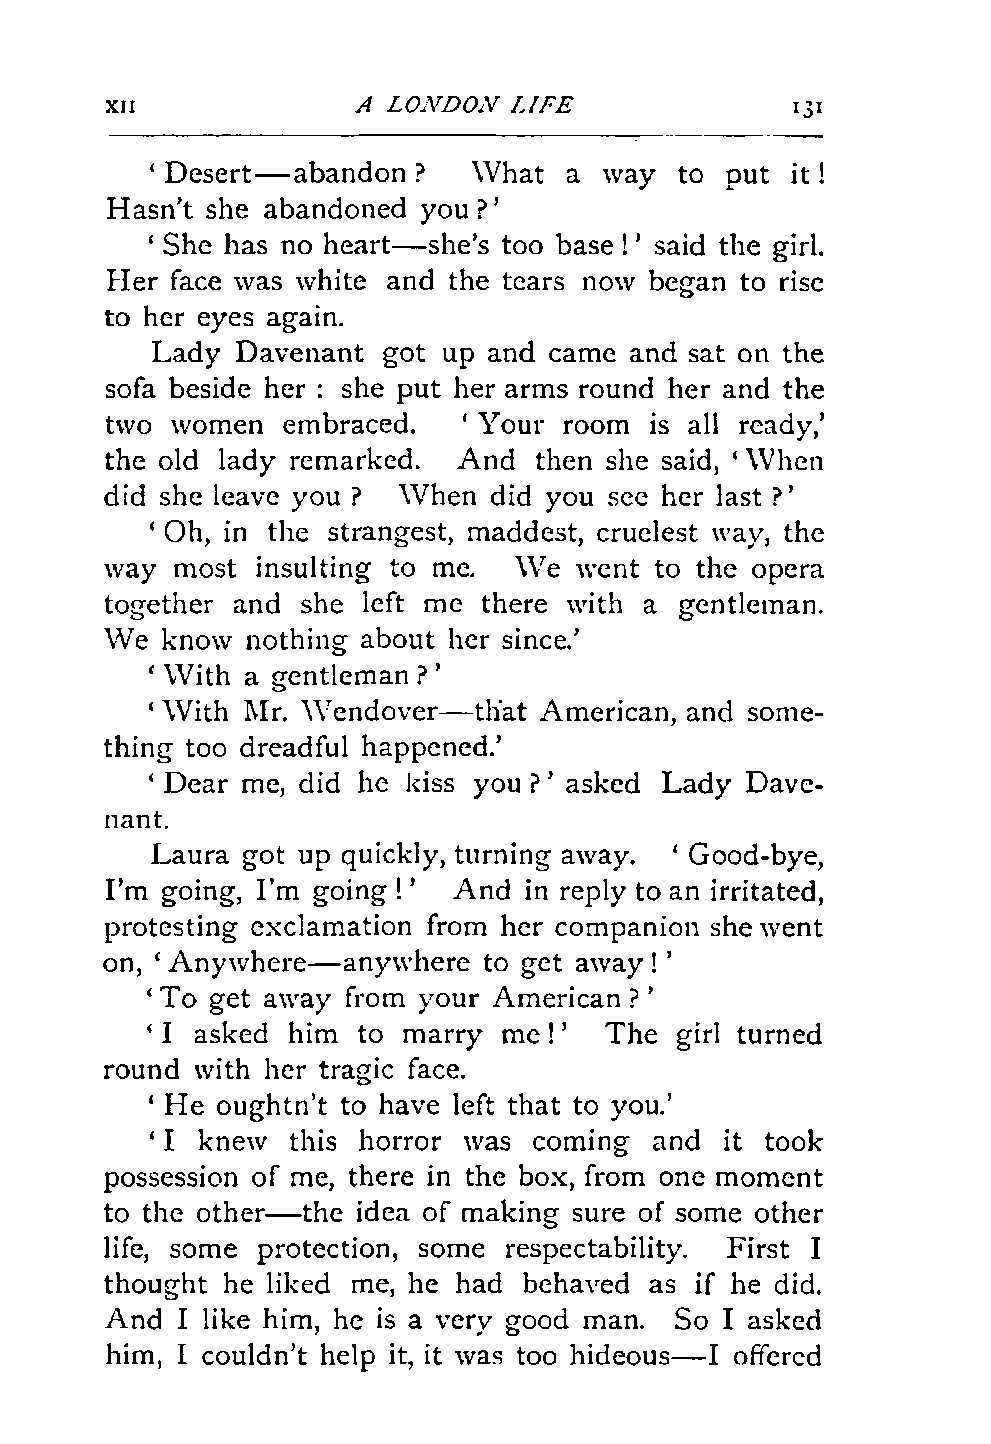 XII A LONDON LIFE 131
‘ Desert—abandon ? What a way to put it !
Hasn’t she abandoned you ? ’
‘ She has no heart—she’s too base ! ’ said the girl.
Her face was white and the tears now began to rise
to her eyes again.
Lady Davenant got up and came and sat on the
sofa beside her : she put her arms round her and the
two women embraced. ‘ Your room is all ready,’
the old lady remarked. And then she said, ‘ When
did she leave you ? When did you see her last ? ’
‘ Oh, in the strangest, maddest, cruelest way, the
way most insulting to me. We went to the opera
together and she left me there with a gentleman.
We know nothing about her since.’
‘ With a gentleman ? ’
‘ With Mr. Wendover—that American, and some-
thing too dreadful happened.’
‘ Dear me, did he kiss you ? ’ asked Lady Dave-
nant.
Laura got up quickly, turning away. ‘ Good-bye,
I’m going, I’m going ! ’ And in reply to an irritated,
protesting exclamation from her companion she went
on, ‘ Anywhere—anywhere to get away ! ’
‘ To get away from your American ? ’
‘ I asked him to marry me ! ’ The girl turned
round with her tragic face.
‘ He oughtn’t to have left that to you.’
‘ I knew this horror was coming and it took
possession of me, there in the box, from one moment
to the other—the idea of making sure of some other
life, some protection, some respectability. First I
thought he liked me, he had behaved as if he did.
And I like him, he is a very good man. So I asked
him, I couldn’t help it, it was too hideous—I offered